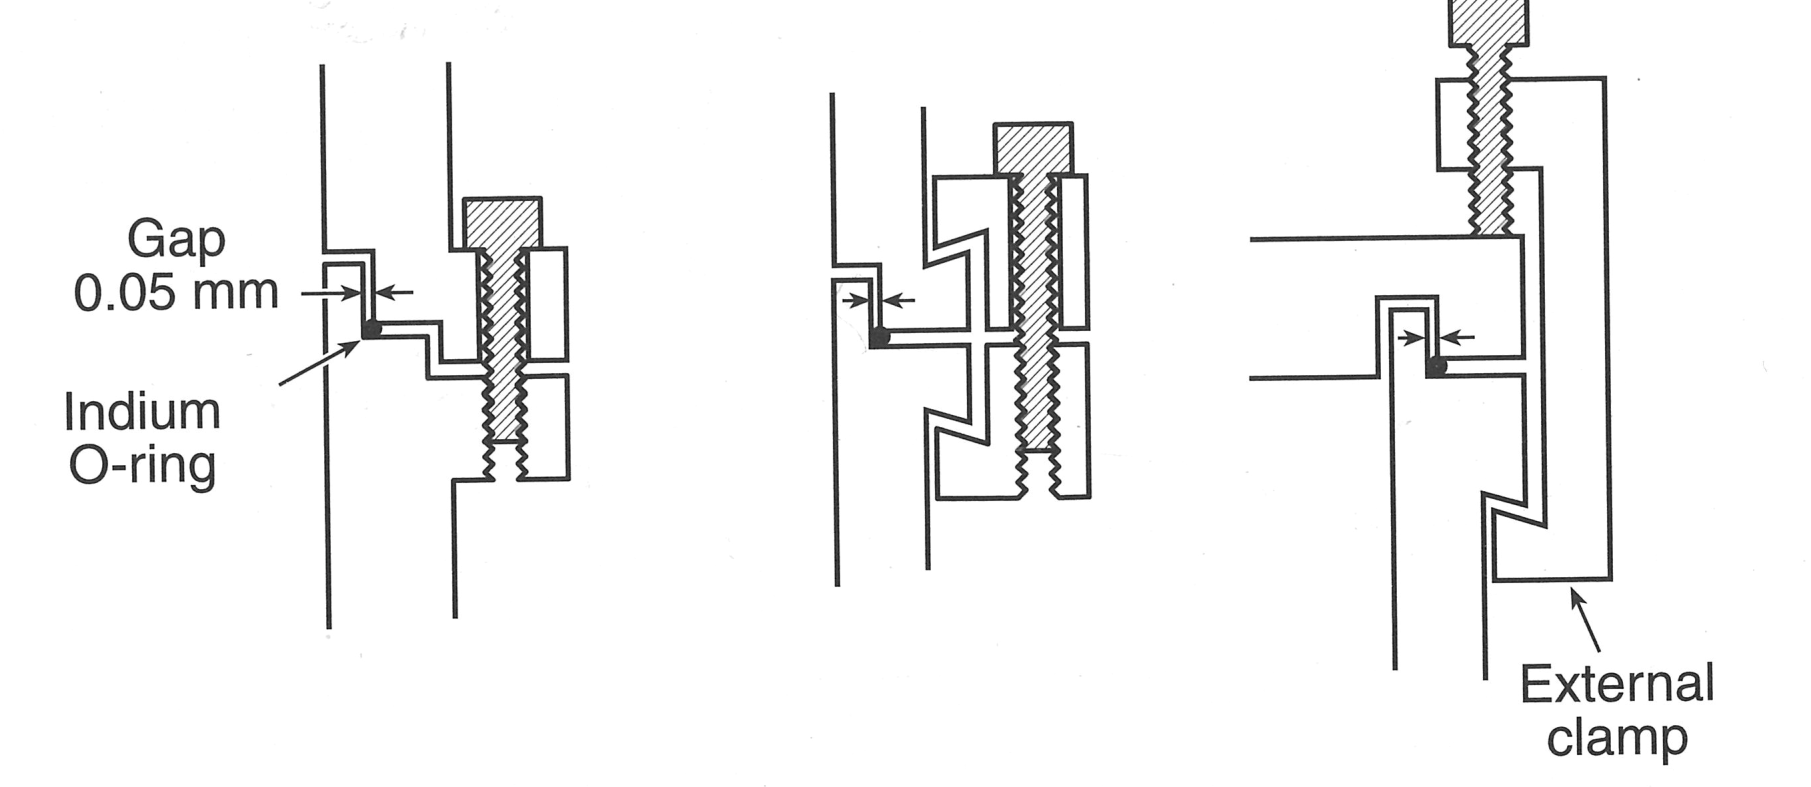 Gap
0.05 mm
Indium
O-ring
External
clamp